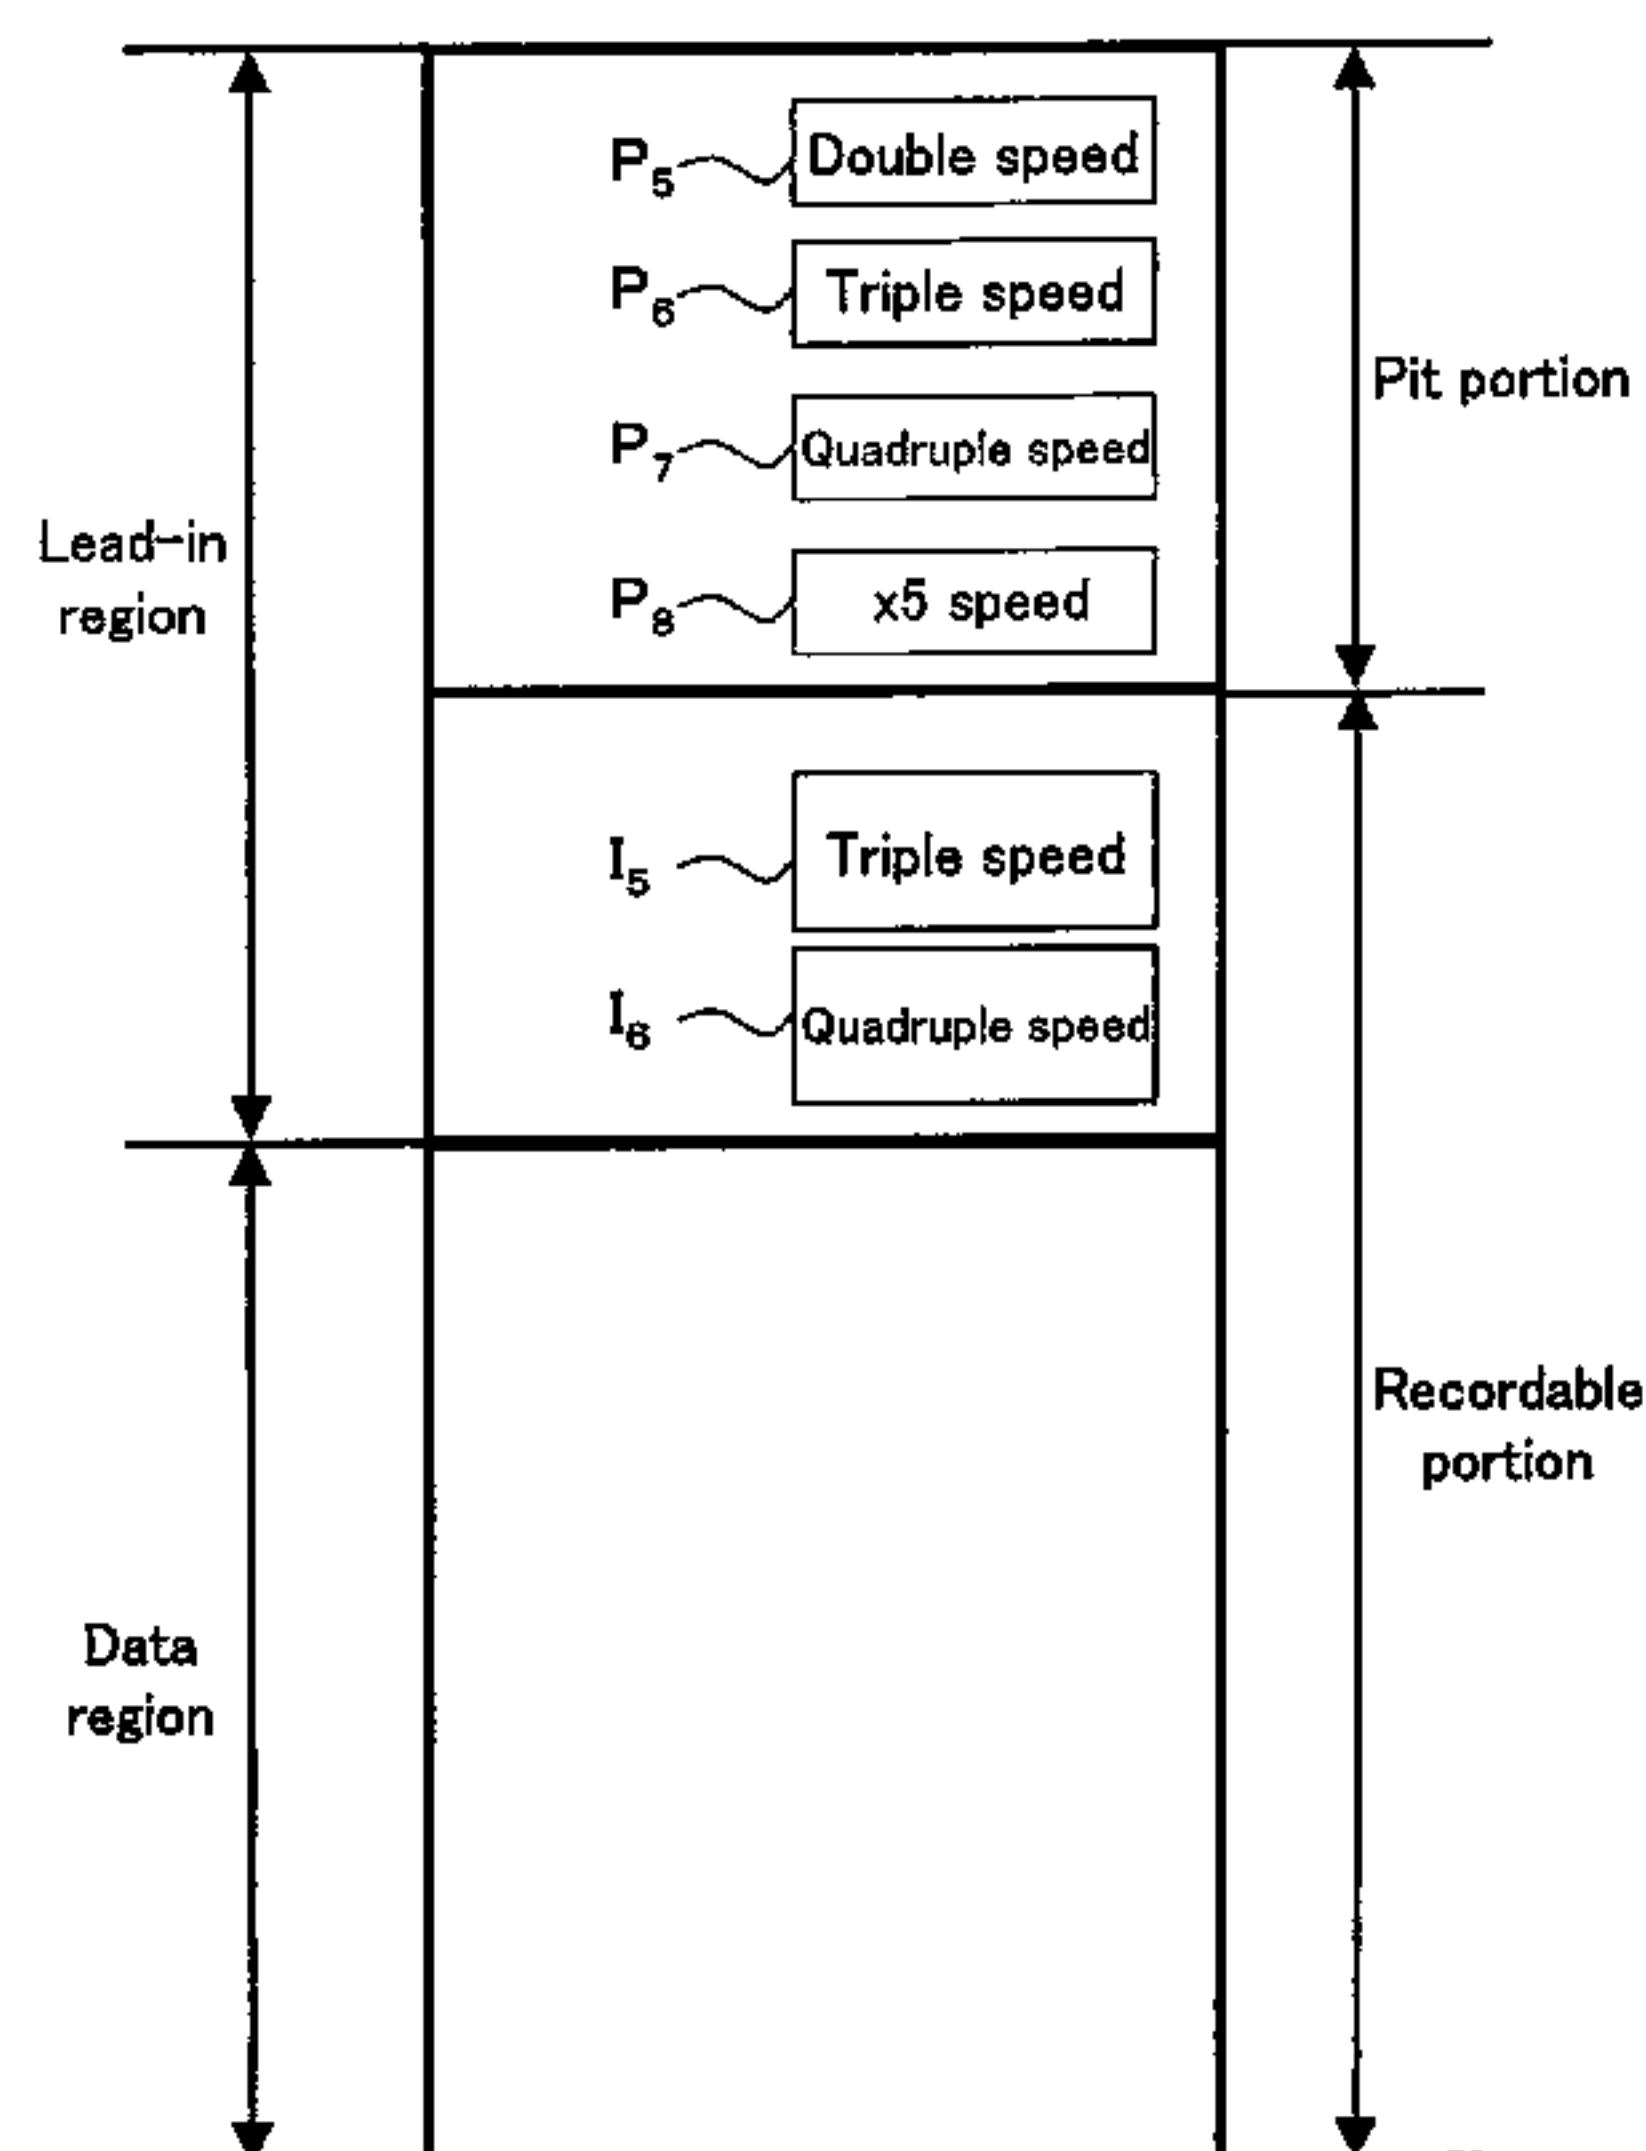 P5 Double speed
P6 Triple speed
P7 Quadruple speed
P8 x5 speed
Pit portion
Lead-in
region
I5 Triple speed
I6 Quadruple speed
Recordable
portion
Data
region